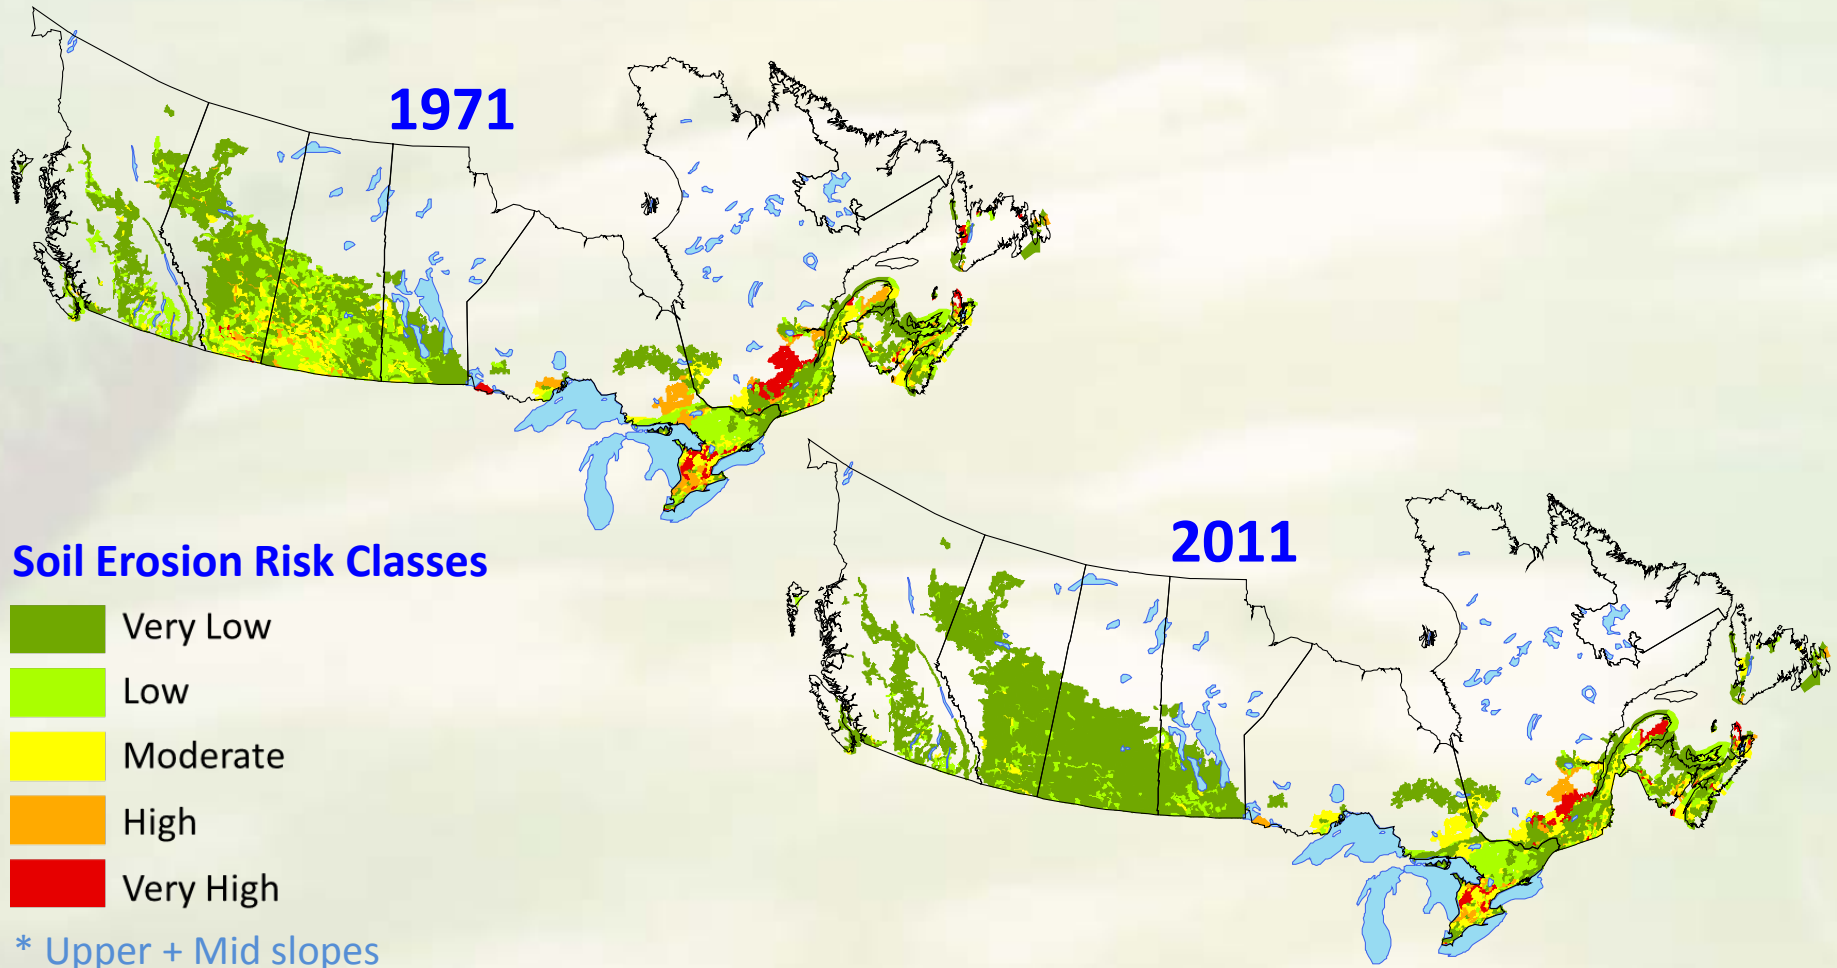 1971
2011
Soil Erosion Risk Classes
Very Low
Low
Moderate
High
Very High
* Upper + Mid slopes